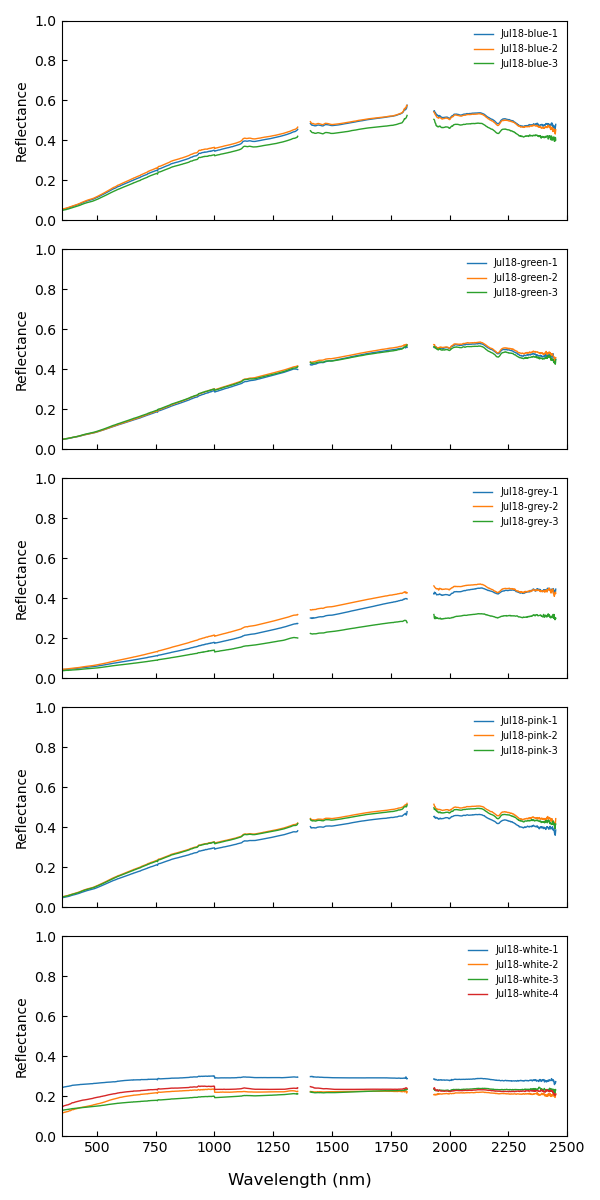 1.0
0.8
0.6
0.4
0.2
0.0
Reflectance
Jul18-blue-1
Jul18-blue-2
Jul18-blue-3
1.0
0.8
0.6
0.4
0.2
0.0
Reflectance
Jul18-green-1
Jul18-green-2
Jul18-green-3
1.0
0.8
0.6
0.4
0.2
0.0
Reflectance
Jul18-grey-1
Jul18-grey-2
Jul18-grey-3
1.0
0.8
0.6
0.4
0.2
0.0
Reflectance
Jul18-pink-1
Jul18-pink-2
Jul18-pink-3
1.0
0.8
0.6
0.4
0.2
0.0
Reflectance
Jul18-white-1
Jul18-white-2
Jul18-white-3
Jul18-white-4
500 750 1000 1250 1500 1750 2000 2250 2500
Wavelength (nm)